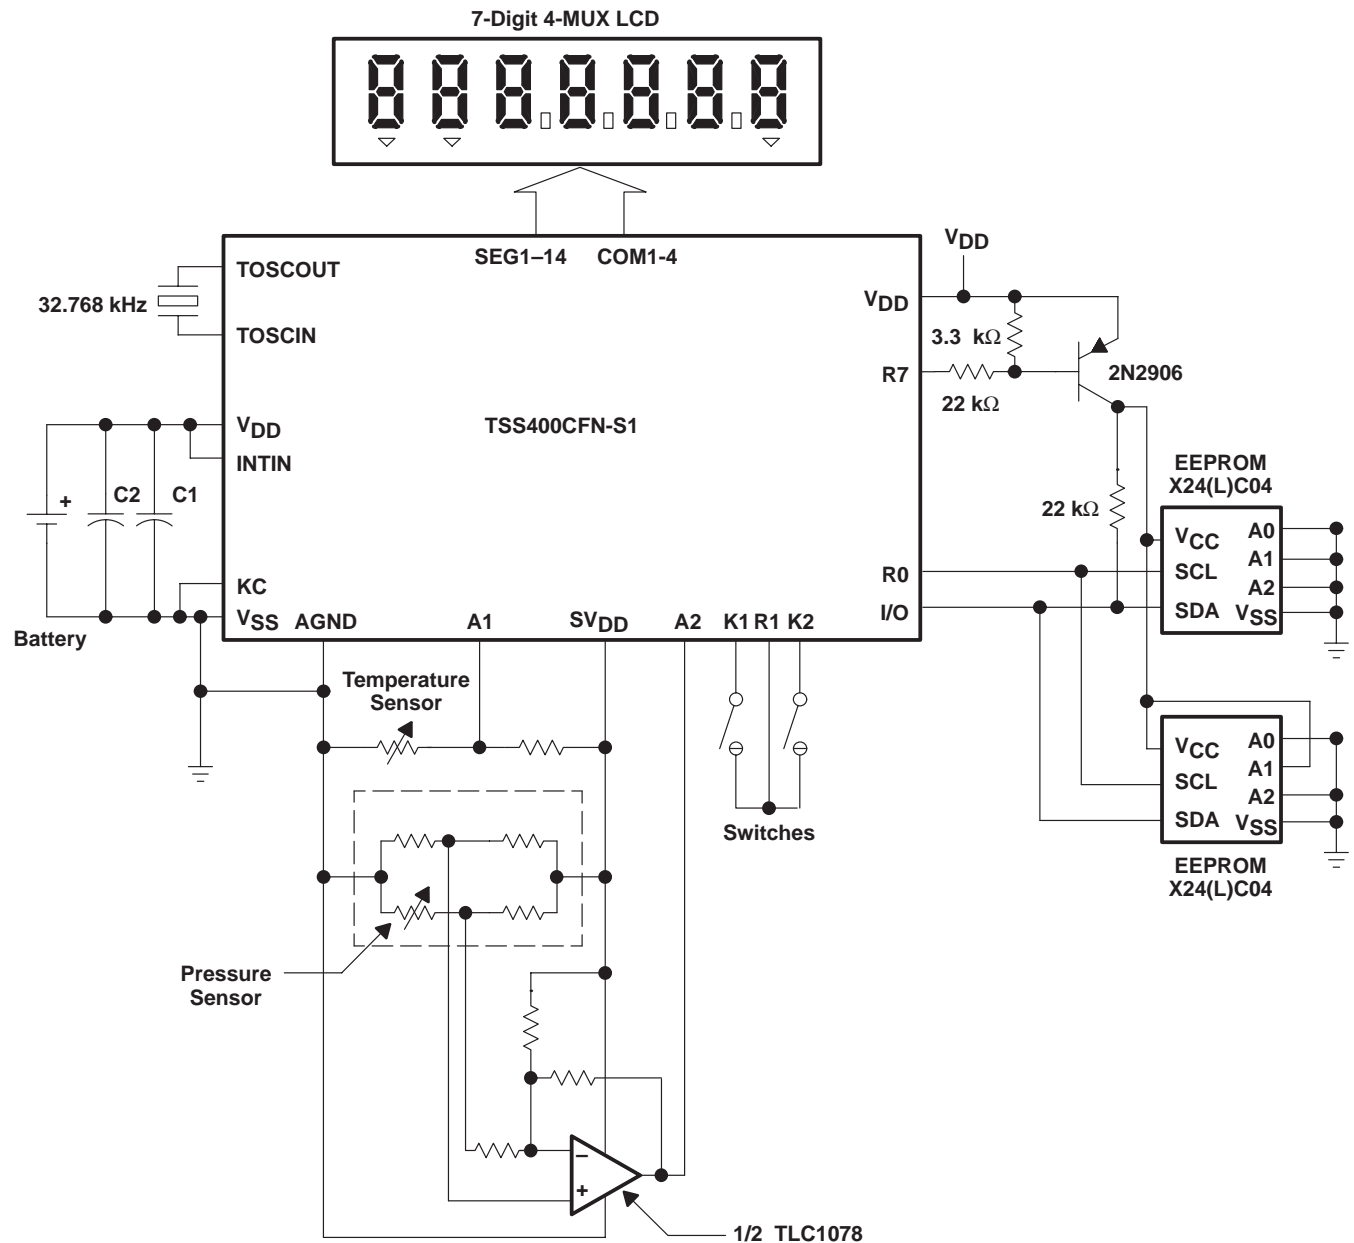 7-Digit 4-MUX LCD
SEG1–14 COM1-4
TOSCOUT
32.768 kHz
TOSCIN
VDD
VDD
3.3 kΩ
R7
22 kΩ
2N2906
TSS400CFN-S1
VDD
INTIN
C2 C1
+
KC
VSS
Battery
AGND A1 SVDD A2 K1 R1 K2
R0
I/O
22 kΩ
EEPROM
X24(L)C04
VCC A0
SCL A1
A2
SDA VSS
Temperature
Sensor
Switches
VCC A0
A1
SCL
A2
SDA VSS
EEPROM
X24(L)C04
Pressure
Sensor
–
+
1/2 TLC1078